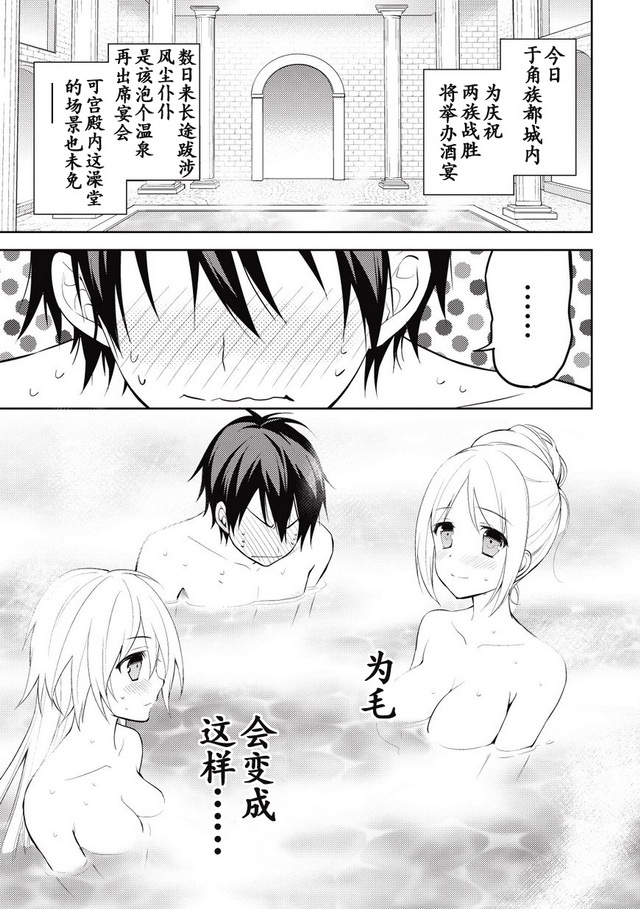 今日
于角族都城内
为庆祝
两族战胜
将举办酒宴
数日来长途跋涉
风尘仆仆
是该泡个温泉
再出席宴会
可宫殿内这澡堂
的场景也未免
——
……
为毛
会变成
这样……